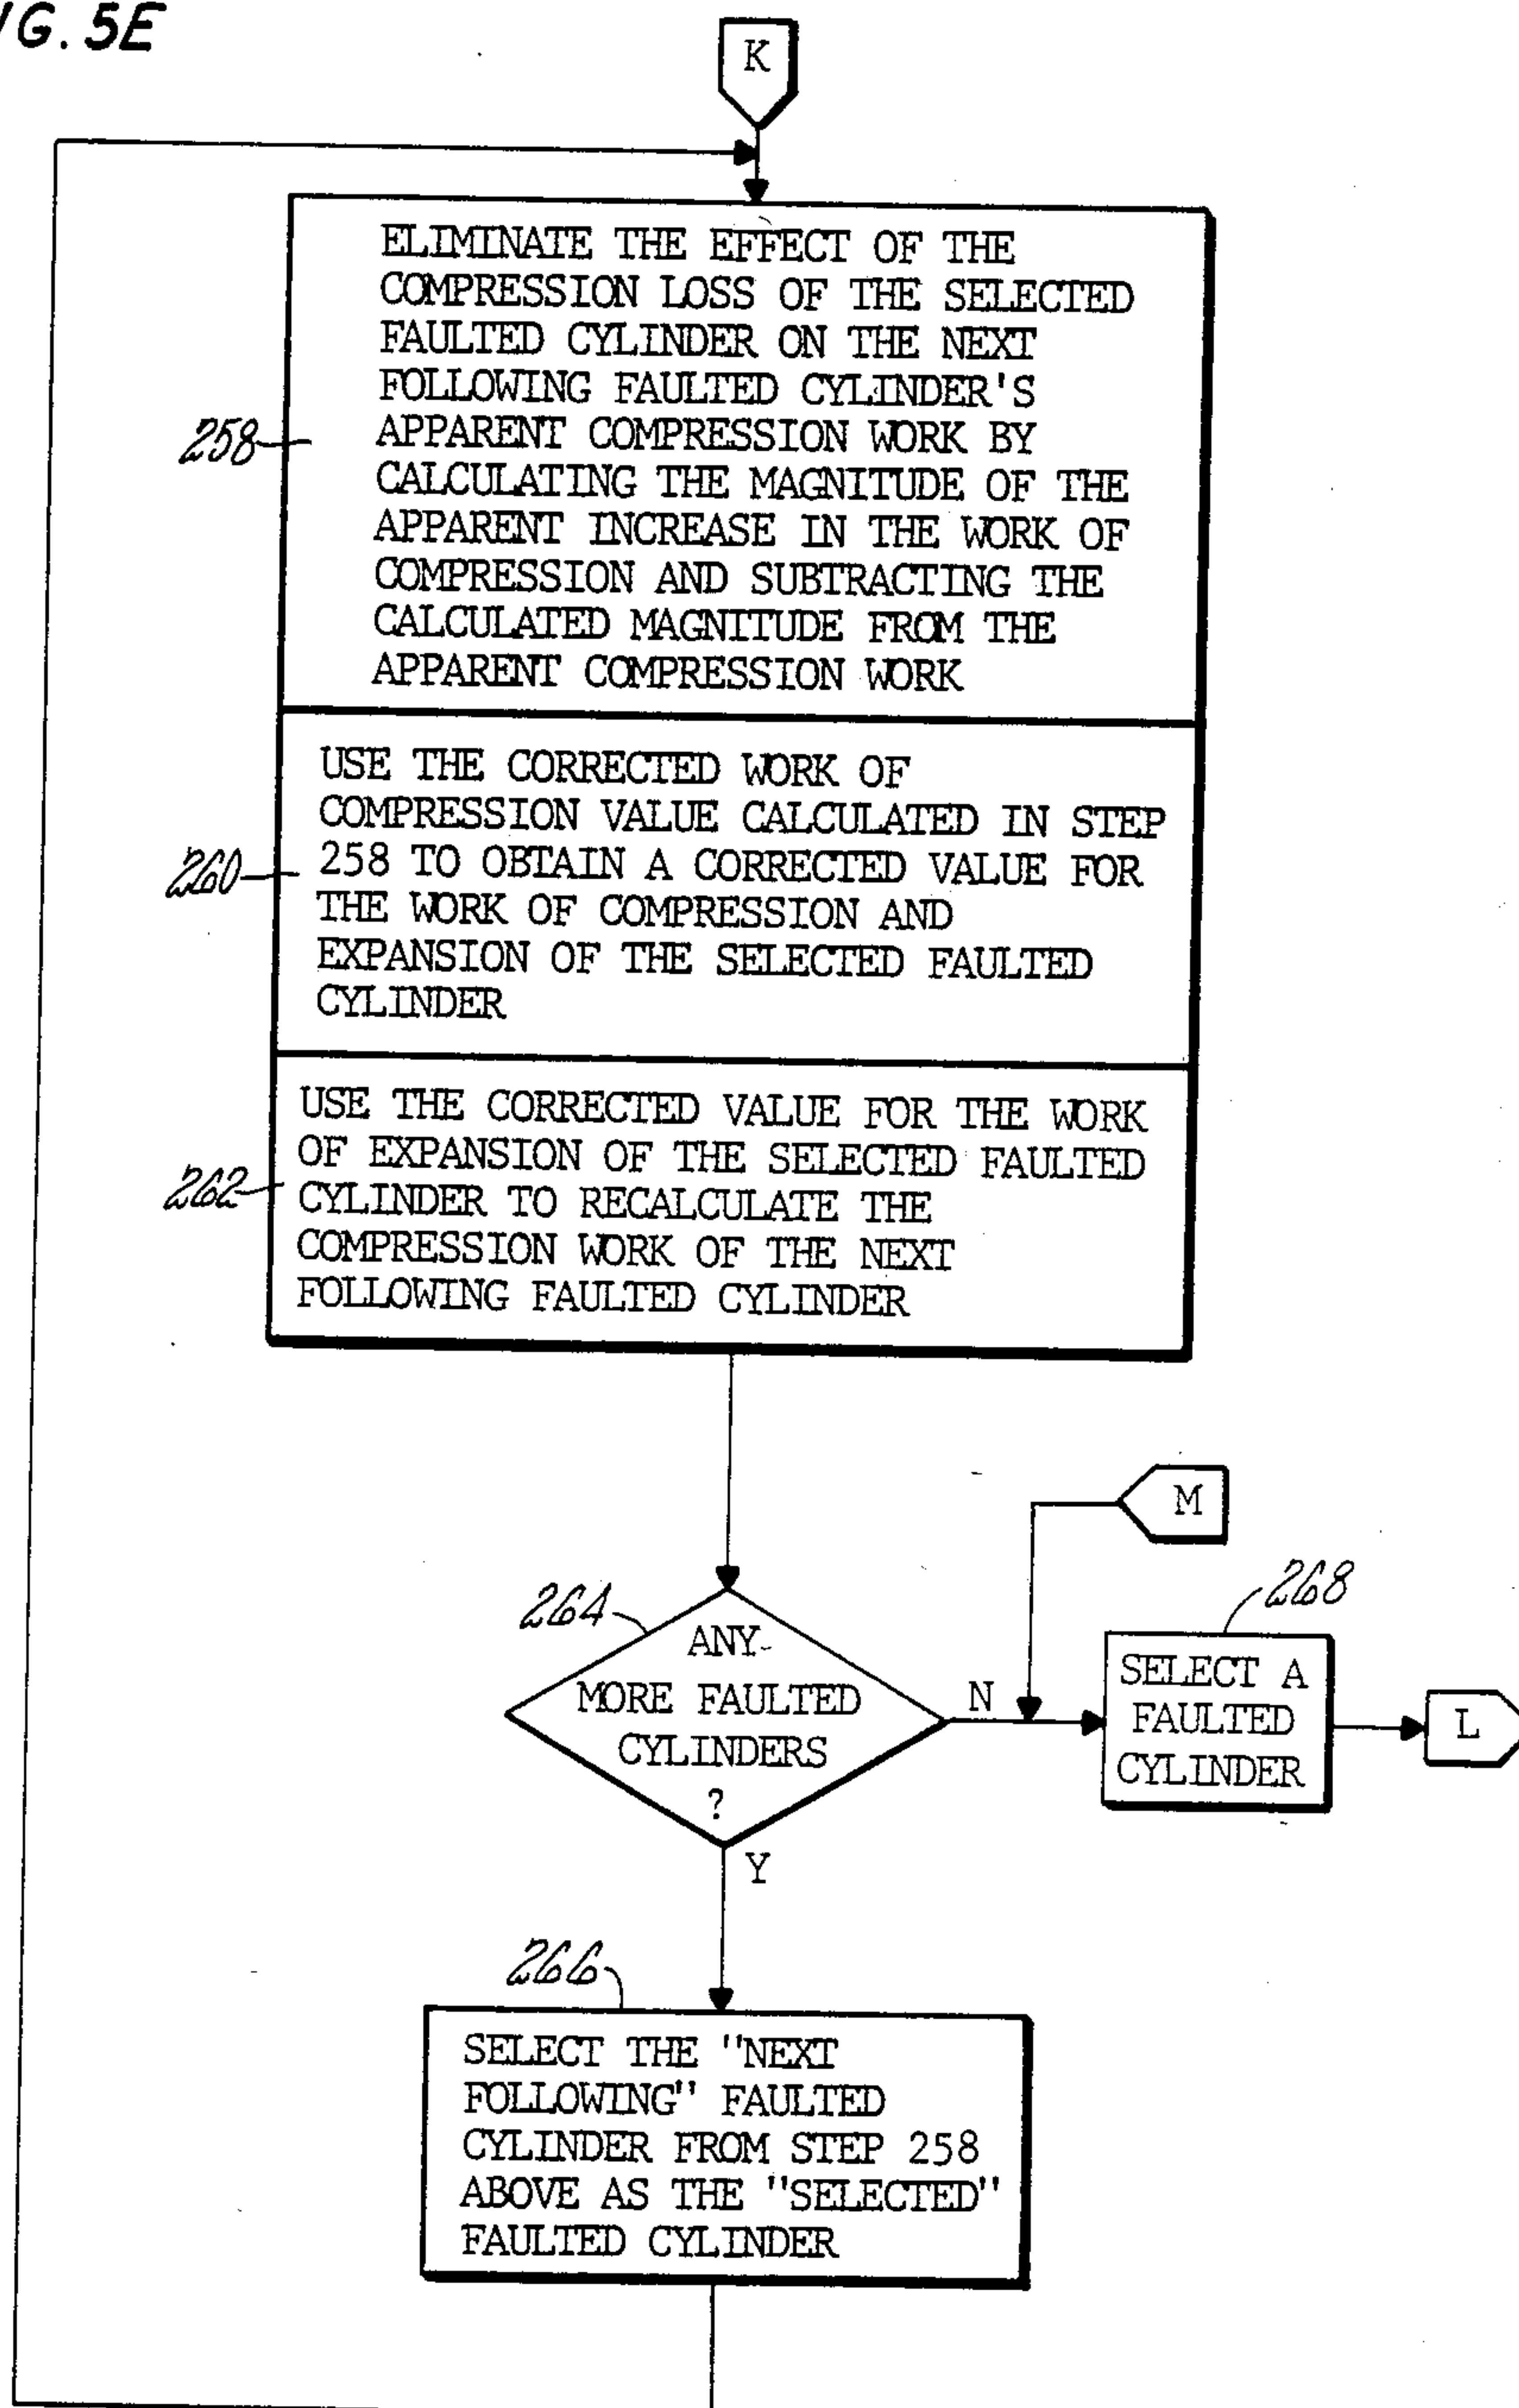 IG. 5E
K
ELIMINATE THE EFFECT OF THE
COMPRESSION LOSS OF THE SELECTED
FAULTED CYLINDER ON THE NEXT
FOLLOWING FAULTED CYLINDER'S
APPARENT COMPRESSION WORK BY
CALCULATING THE MAGNITUDE OF THE
APPARENT INCREASE IN THE WORK OF
COMPRESSION AND SUBTRACTING THE
CALCULATED MAGNITUDE FROM THE
APPARENT COMPRESSION WORK
258
USE THE CORRECTED WORK OF
COMPRESSION VALUE CALCULATED IN STEP
258 TO OBTAIN A CORRECTED VALUE FOR
THE WORK OF COMPRESSION AND
EXPANSION OF THE SELECTED FAULTED
CYLINDER
260
USE THE CORRECTED VALUE FOR THE WORK
OF EXPANSION OF THE SELECTED FAULTED
CYLINDER TO RECALCULATE THE
COMPRESSION WORK OF THE NEXT
FOLLOWING FAULTED CYLINDER
262
M
264
ANY
MORE FAULTED
CYLINDERS
?
N
268
SELECT A
FAULTED
CYLINDER
L
Y
266
SELECT THE "NEXT
FOLLOWING" FAULTED
CYLINDER FROM STEP 258
ABOVE AS THE "SELECTED"
FAULTED CYLINDER